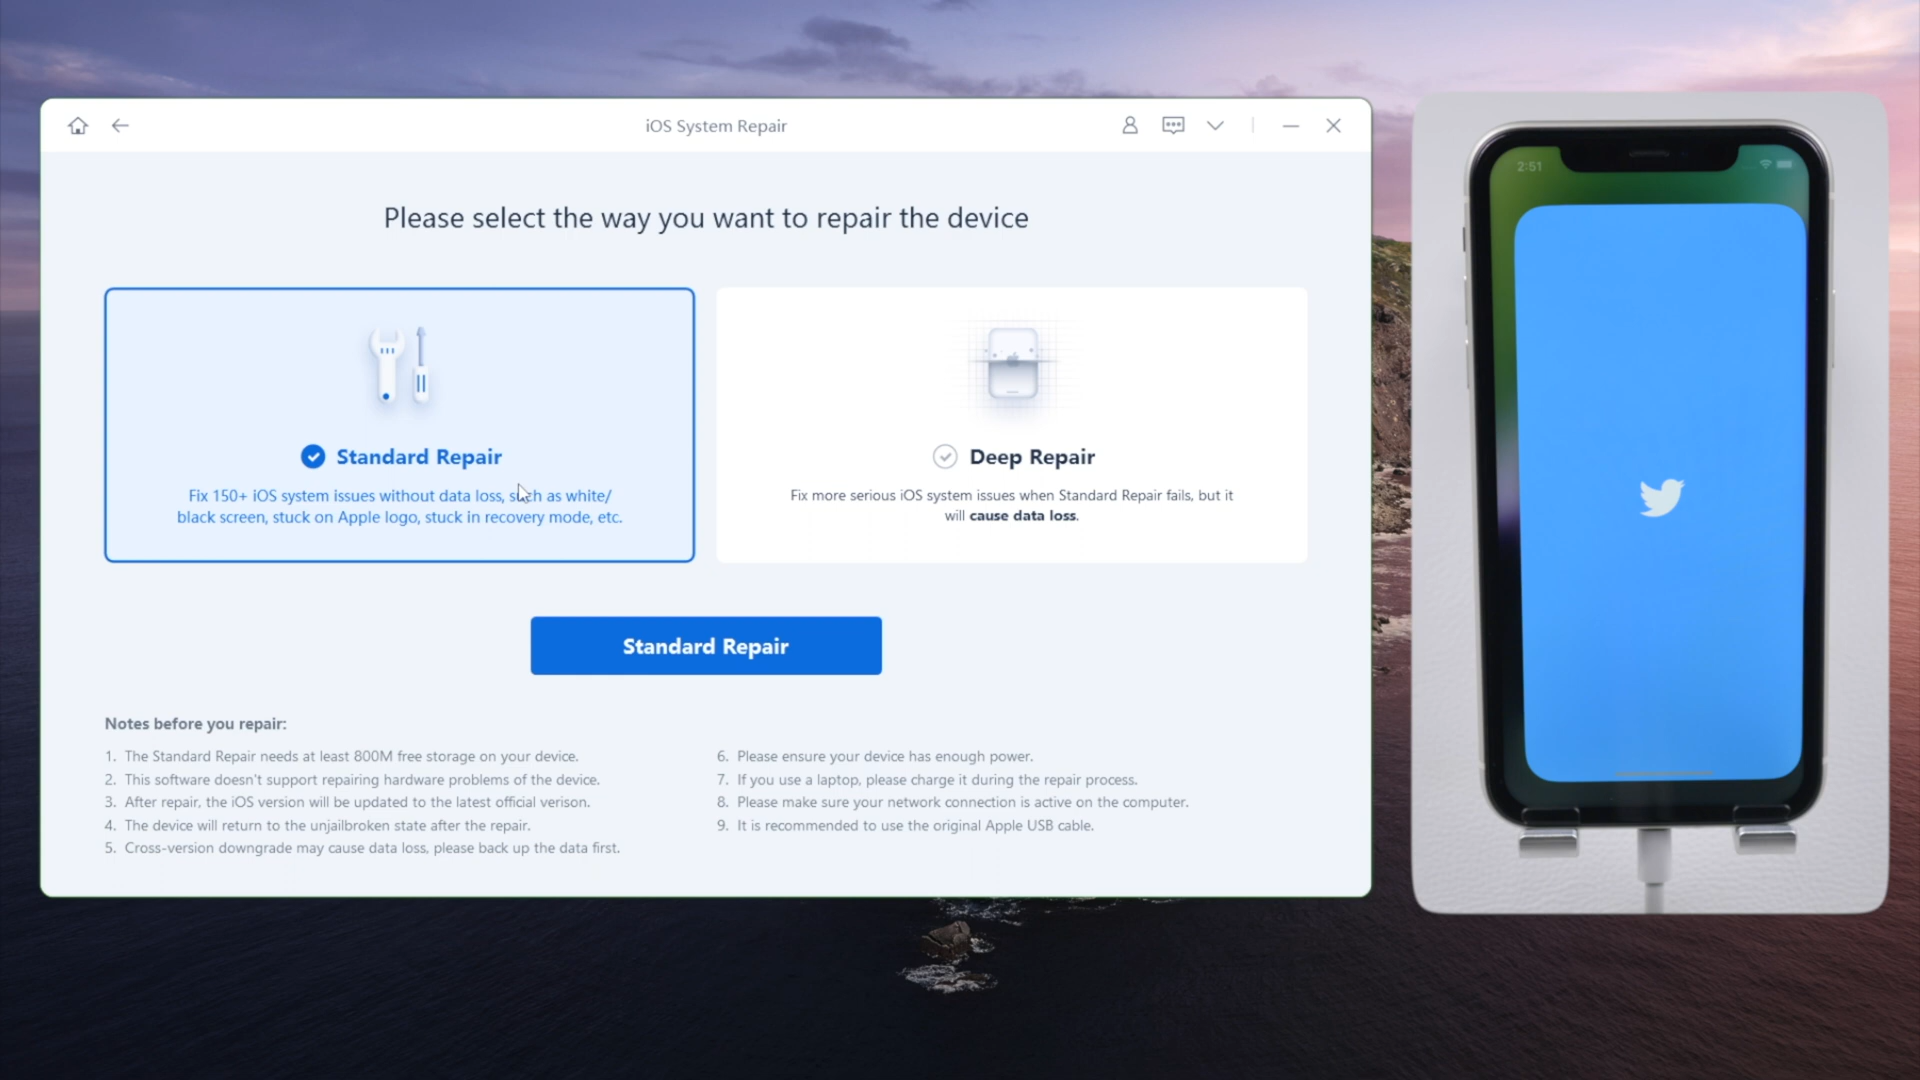 iOS System Repair
Please select the way you want to repair the device
Standard Repair
Fix 150+ iOS system issues without data loss, such as white/
black screen, stuck on Apple logo, stuck in recovery mode, etc.
Deep Repair
Fix more serious iOS system issues when Standard Repair fails, but it
will cause data loss.
Standard Repair
Notes before you repair:
1. The Standard Repair needs at least 800M free storage on your device.
2. This software doesn't support repairing hardware problems of the device.
3. After repair, the iOS version will be updated to the latest official verison.
4. The device will return to the unjailbroken state after the repair.
5. Cross-version downgrade may cause data loss, please back up the data first.
6. Please ensure your device has enough power.
7. If you use a laptop, please charge it during the repair process.
8. Please make sure your network connection is active on the computer.
9. It is recommended to use the original Apple USB cable.
2:51